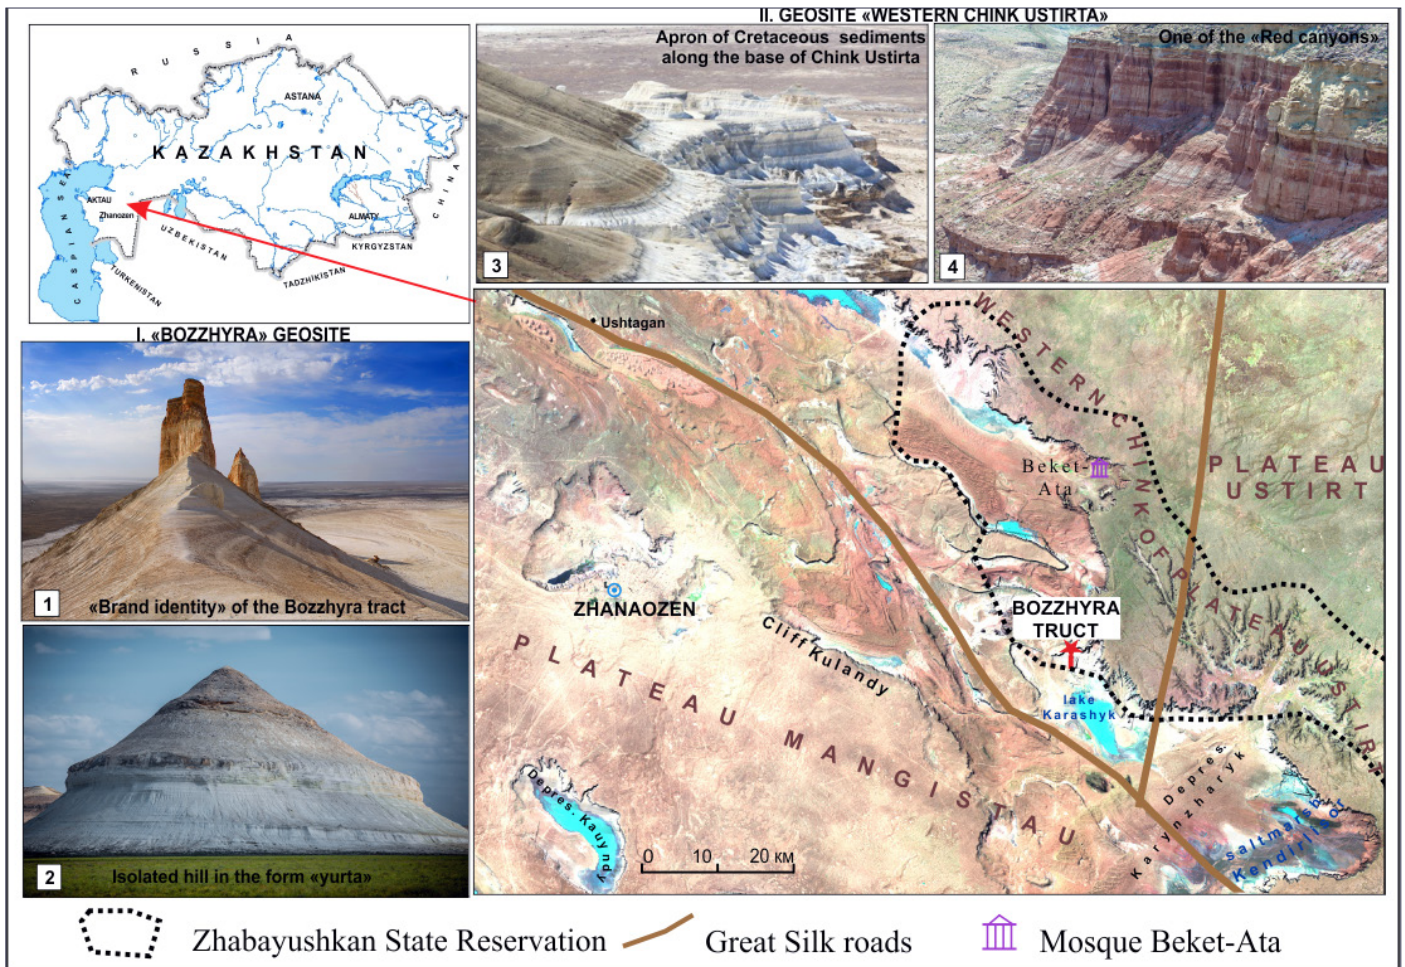 II. GEOSITE «WESTERN CHINK USTIRTA»
RUSSIA
ASTANA
KAZAKHSTAN
CASPIAN SEA
AKTAU
Zhanozen
UZBEKISTAN
TURKENISTAN
TADZHIKISTAN
KYRGYZSTAN
ALMATY
CHINA
Apron of Cretaceous sediments
along the base of Chink Ustirta
3
One of the «Red canyons»
4
I. «BOZZHYRA» GEOSITE
1
«Brand identity» of the Bozzhyra tract
2
Isolated hill in the form «yurta»
Ushtagan
WESTERN CHINK OF PLATEAU USTIRT
PLATEAU
USTIRT
Beket-
Ata
ZHANAOZEN
BOZZHYRA
TRUCT
Cliff Kulandy
PLATEAU MANGISTAU
lake
Karashyk
Depres.
Karynzharyk
saltmarsh
Kendirlisor
Depres. Kauyndy
0 10 20 КМ
Zhabayushkan State Reservation
Great Silk roads
Mosque Beket-Ata